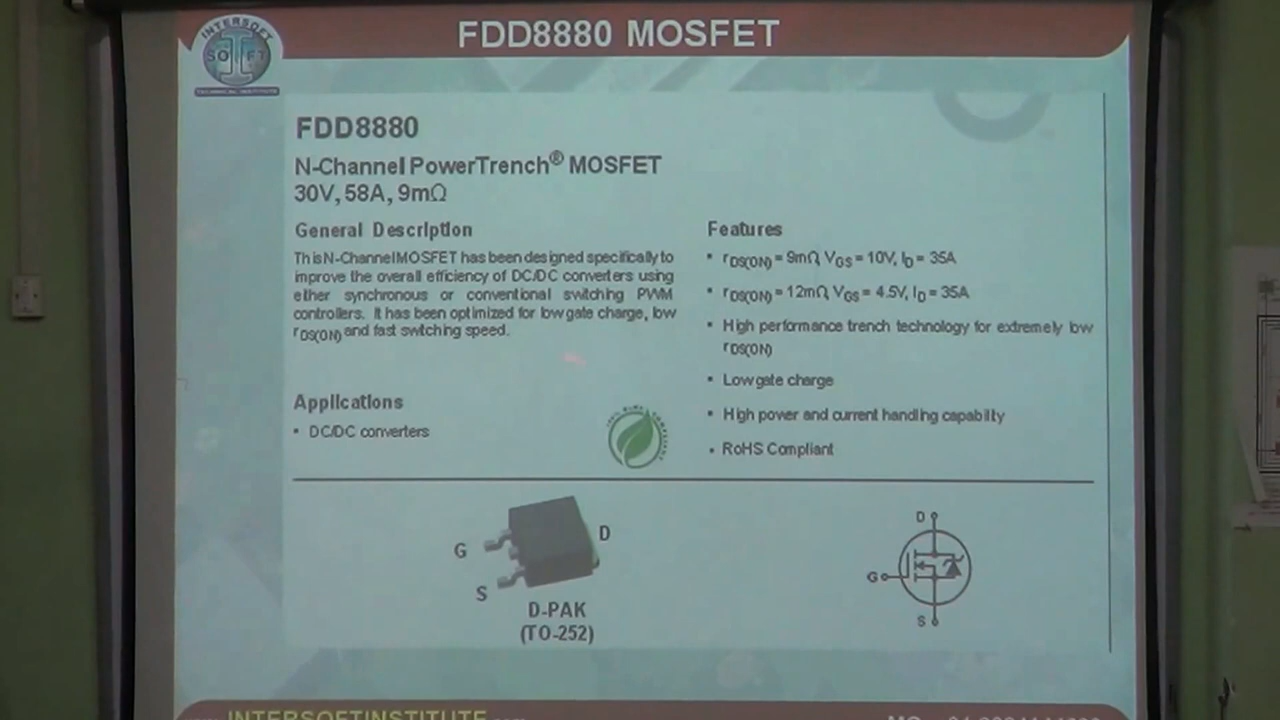 INTERSOFT
SOFT
TECHNICAL INSTITUTE
FDD8880 MOSFET
FDD8880
N-Channel PowerTrench® MOSFET
30V, 58A, 9mΩ
General Description
This N-Channel MOSFET has been designed specifically to
improve the overall efficiency of DC/DC converters using
either synchronous or conventional switching PWM
controllers. It has been optimized for low gate charge, low
rDS(ON) and fast switching speed.
Applications
• DC/DC converters
Features
• rDS(ON) = 9mΩ, VGS = 10V, ID = 35A
• rDS(ON) = 12mΩ, VGS = 4.5V, ID = 35A
• High performance trench technology for extremely low
rDS(ON)
• Low gate charge
• High power and current handling capability
• RoHS Compliant
G
D
S
D-PAK
(TO-252)
D
G
S
INTERSOFTINSTITUTE